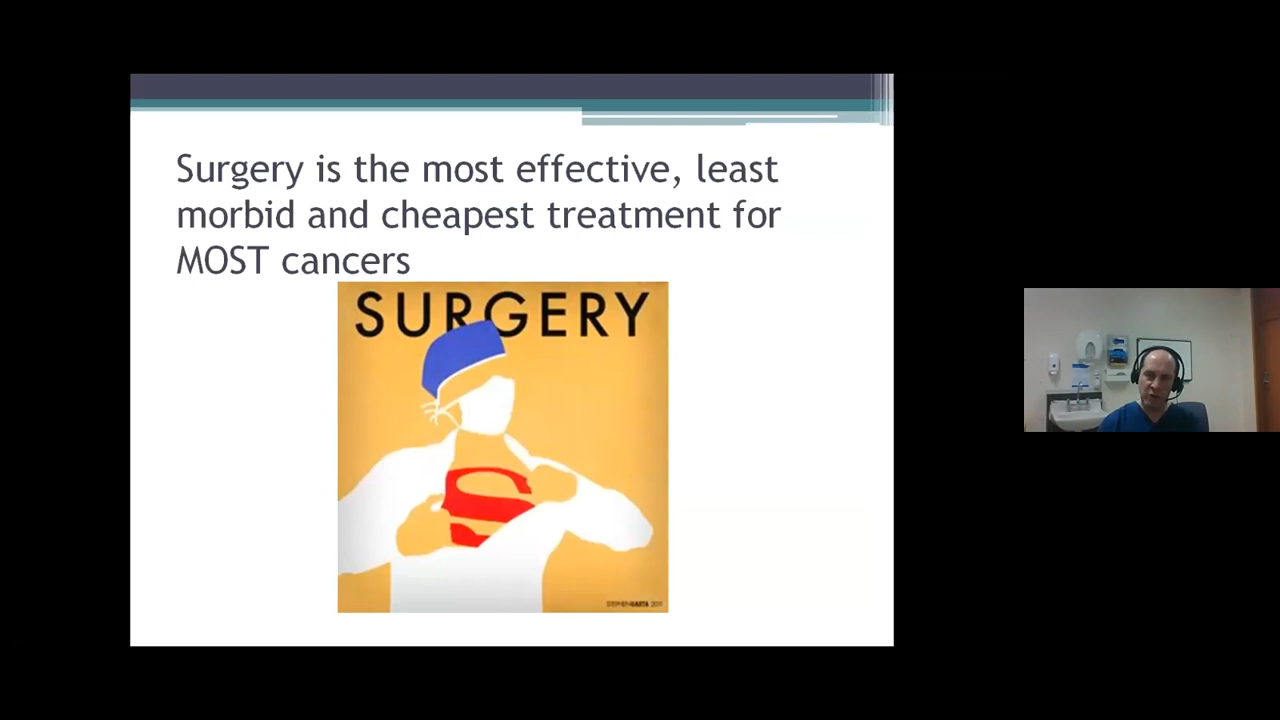 Surgery is the most effective, least
morbid and cheapest treatment for
MOST cancers
SURGERY
S